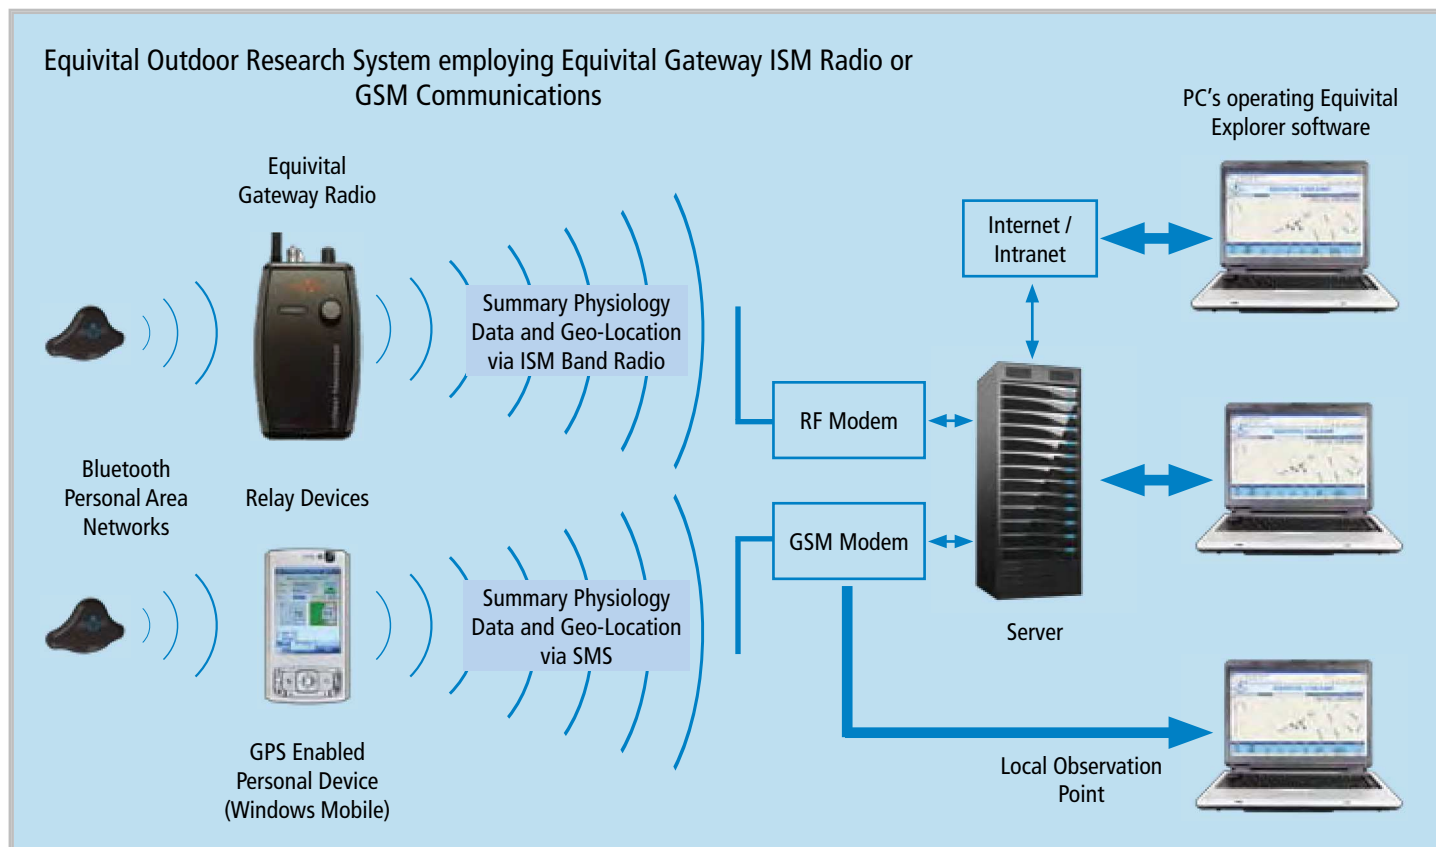 Equivital Outdoor Research System employing Equivital Gateway ISM Radio or
GSM Communications
PC's operating Equivital
Explorer software
Equivital
Gateway Radio
Internet /
Intranet
Summary Physiology
Data and Geo-Location
via ISM Band Radio
RF Modem
Bluetooth
Personal Area
Networks
Relay Devices
GSM Modem
Summary Physiology
Data and Geo-Location
via SMS
Server
GPS Enabled
Personal Device
(Windows Mobile)
Local Observation
Point